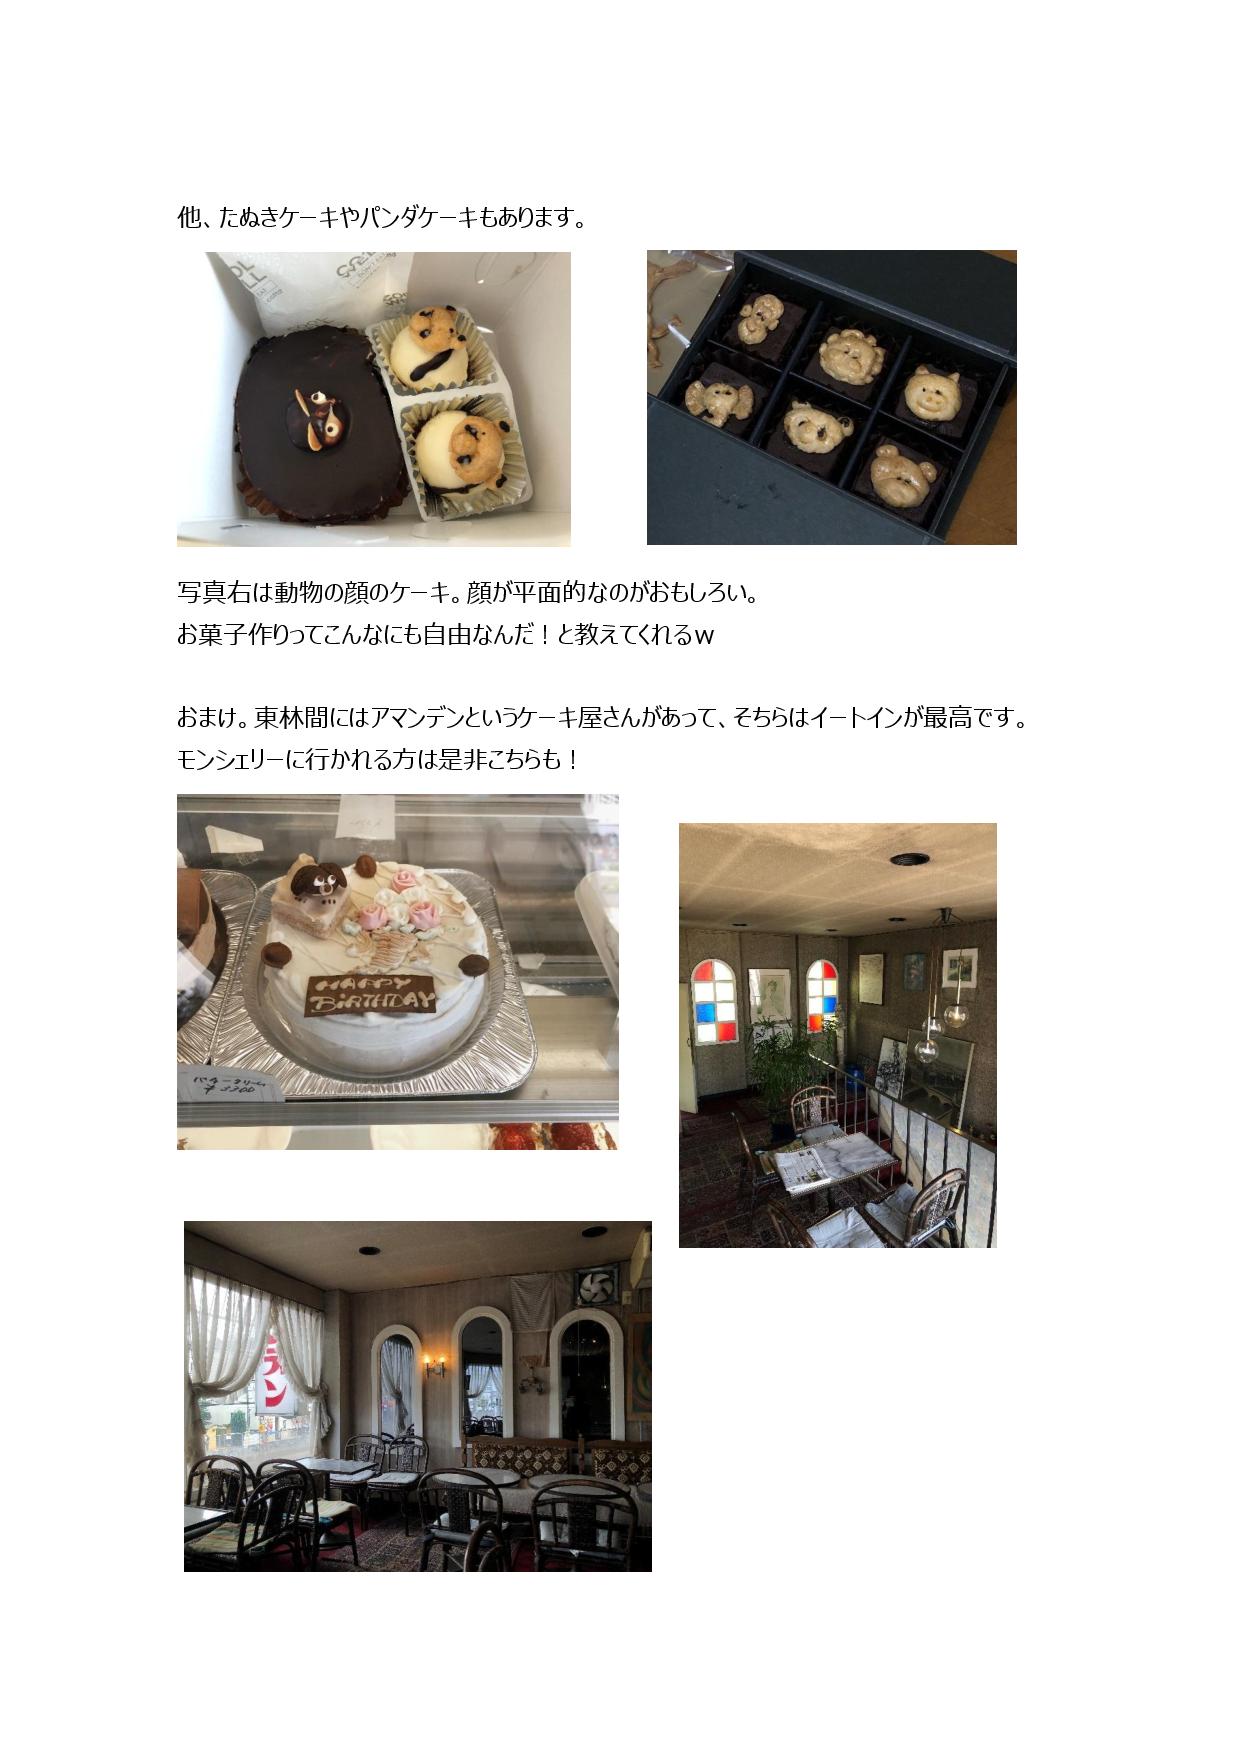 他、たぬきケーキやパンダケーキもあります。
写真右は動物の顔のケーキ。顔が平面的なのがおもしろい。
お菓子作りってこんなにも自由なんだ！と教えてくれるｗ
おまけ。東林間にはアマンデンというケーキ屋さんがあって、そちらはイートインが最高です。
モンシェリーに行かれる方は是非こちらも！
HAPPY
BiRTHDAY
バタークリーム
¥3300
ラン